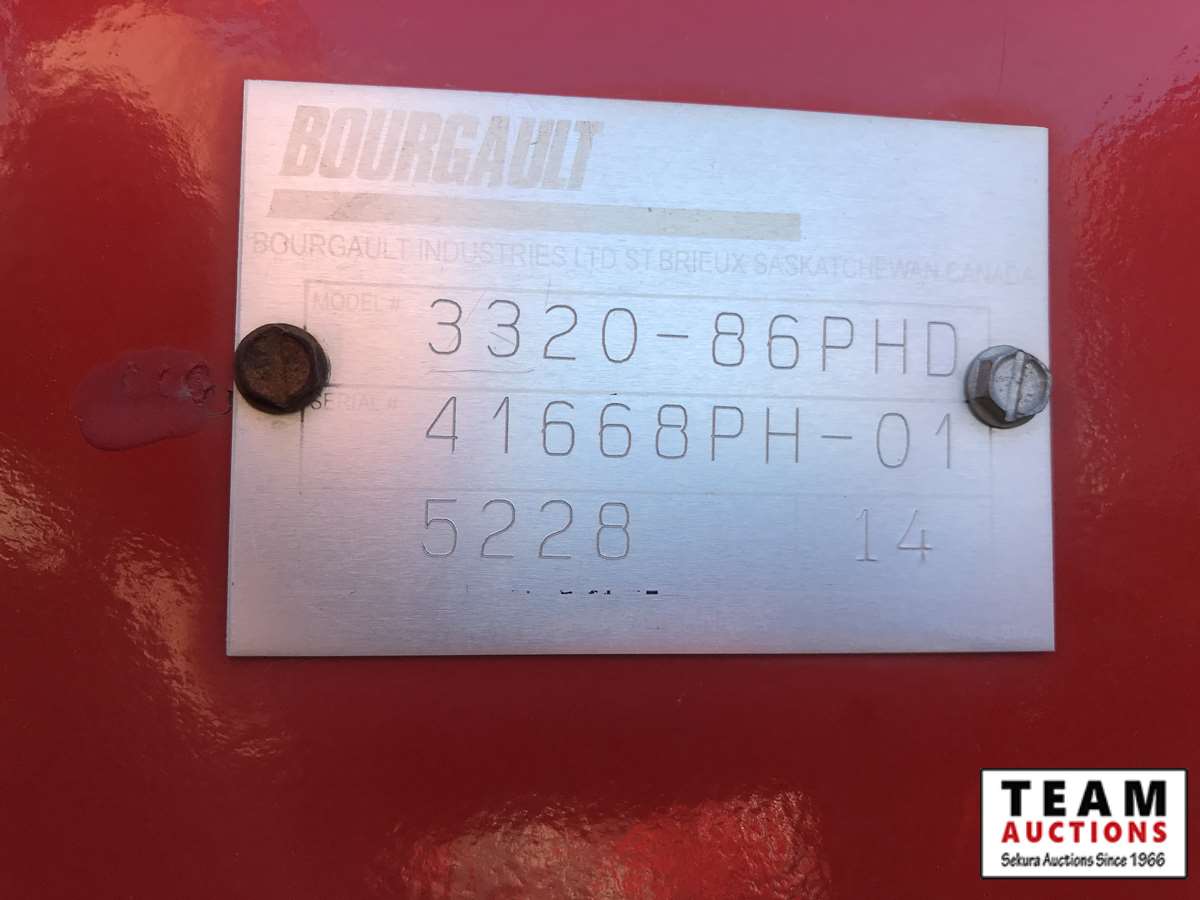 BOURGAULT
BOURGAULT INDUSTRIES LTD ST BRIEUX SASKATCHEWAN CANADA
MODEL # 3320-86PHD
SERIAL # 41668PH-01
5228 14
TEAM
AUCTIONS
Sekura Auctions Since 1966